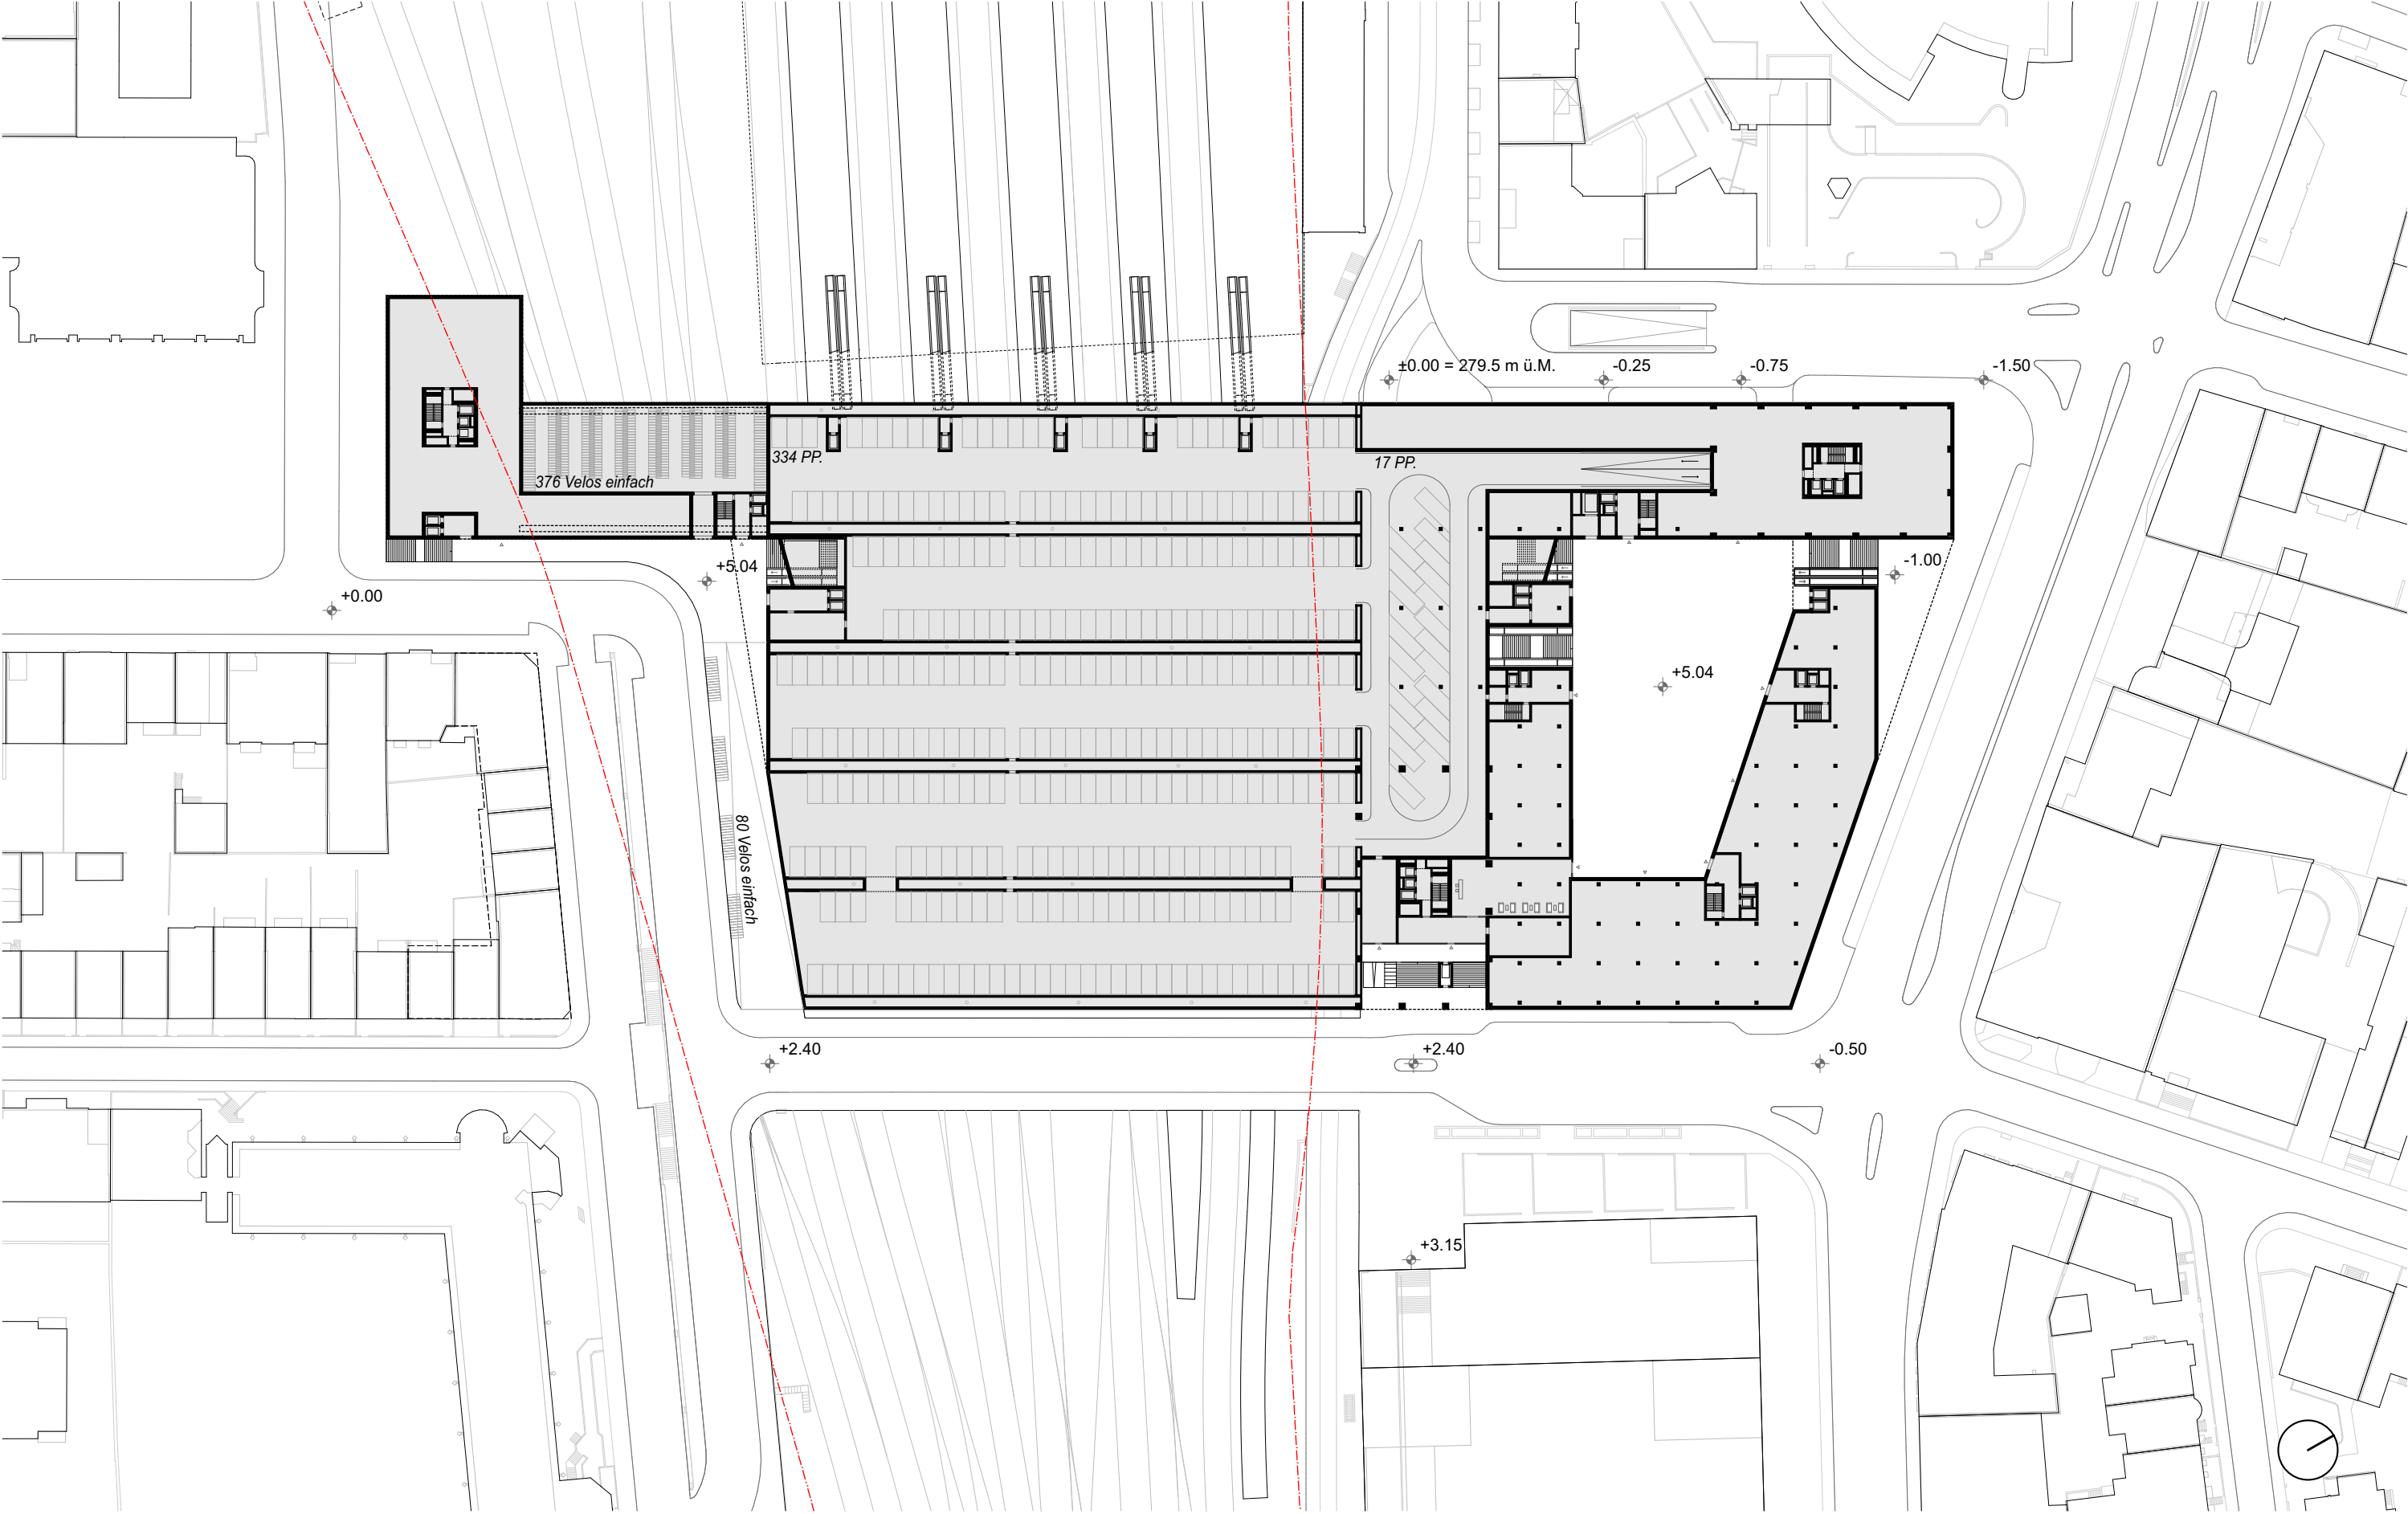 ±0.00 = 279.5 m ü.M.
-0.25
-0.75
-1.50
334 PP.
17 PP.
376 Velos einfach
+5.04
-1.00
+0.00
+5.04
80 Velos einfach
+2.40
+2.40
-0.50
+3.15